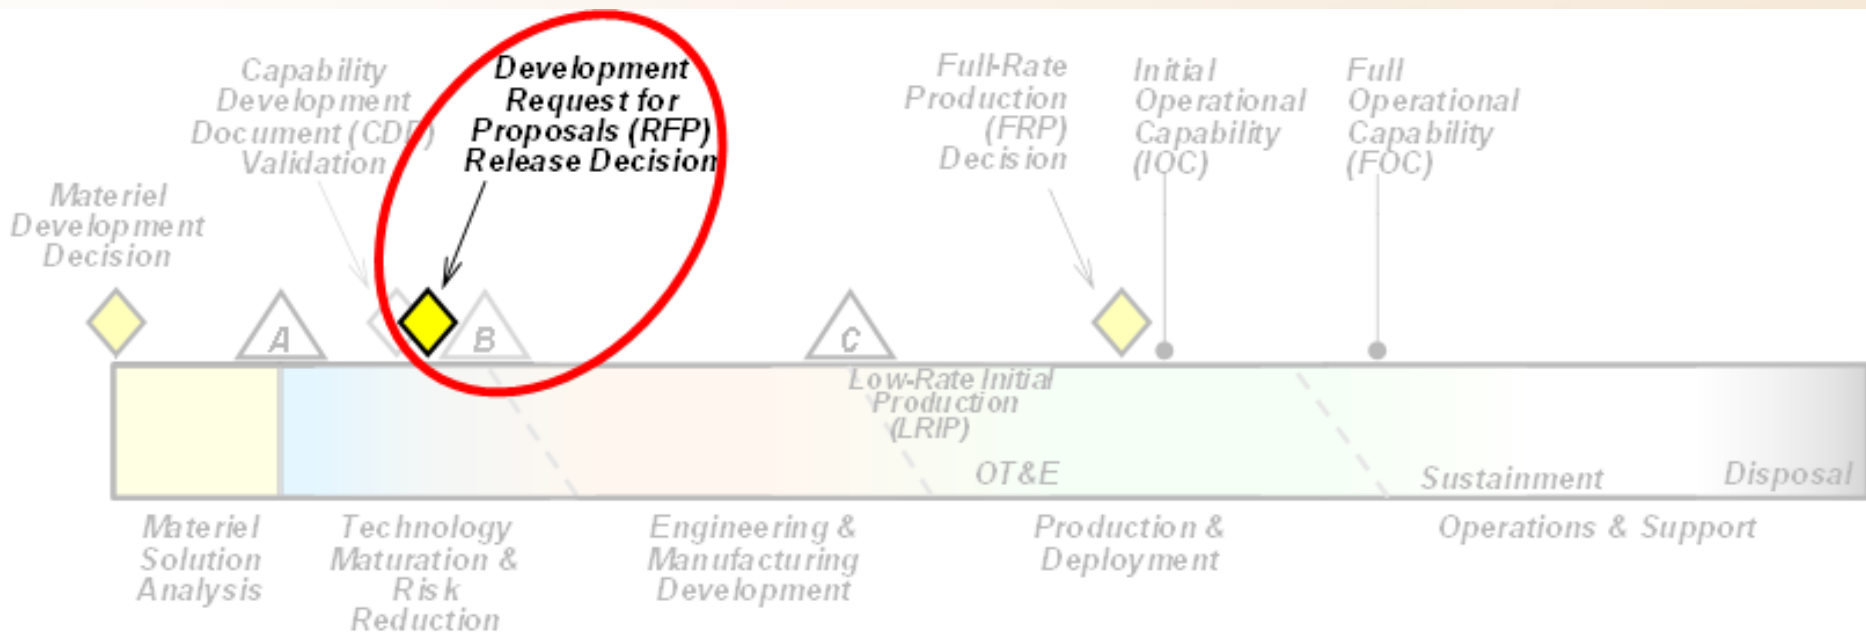 Capability
Development
Document (CDD)
Validation
Development
Request for
Proposals (RFP)
Release Decision
Full-Rate
Production
(FRP)
Decision
Initial
Operational
Capability
(IOC)
Full
Operational
Capability
(FOC)
Materiel
Development
Decision
A
B
C
Low-Rate Initial
Production
(LRIP)
OT&E
Sustainment
Disposal
Materiel
Solution
Analysis
Technology
Maturation &
Risk
Reduction
Engineering &
Manufacturing
Development
Production &
Deployment
Operations & Support